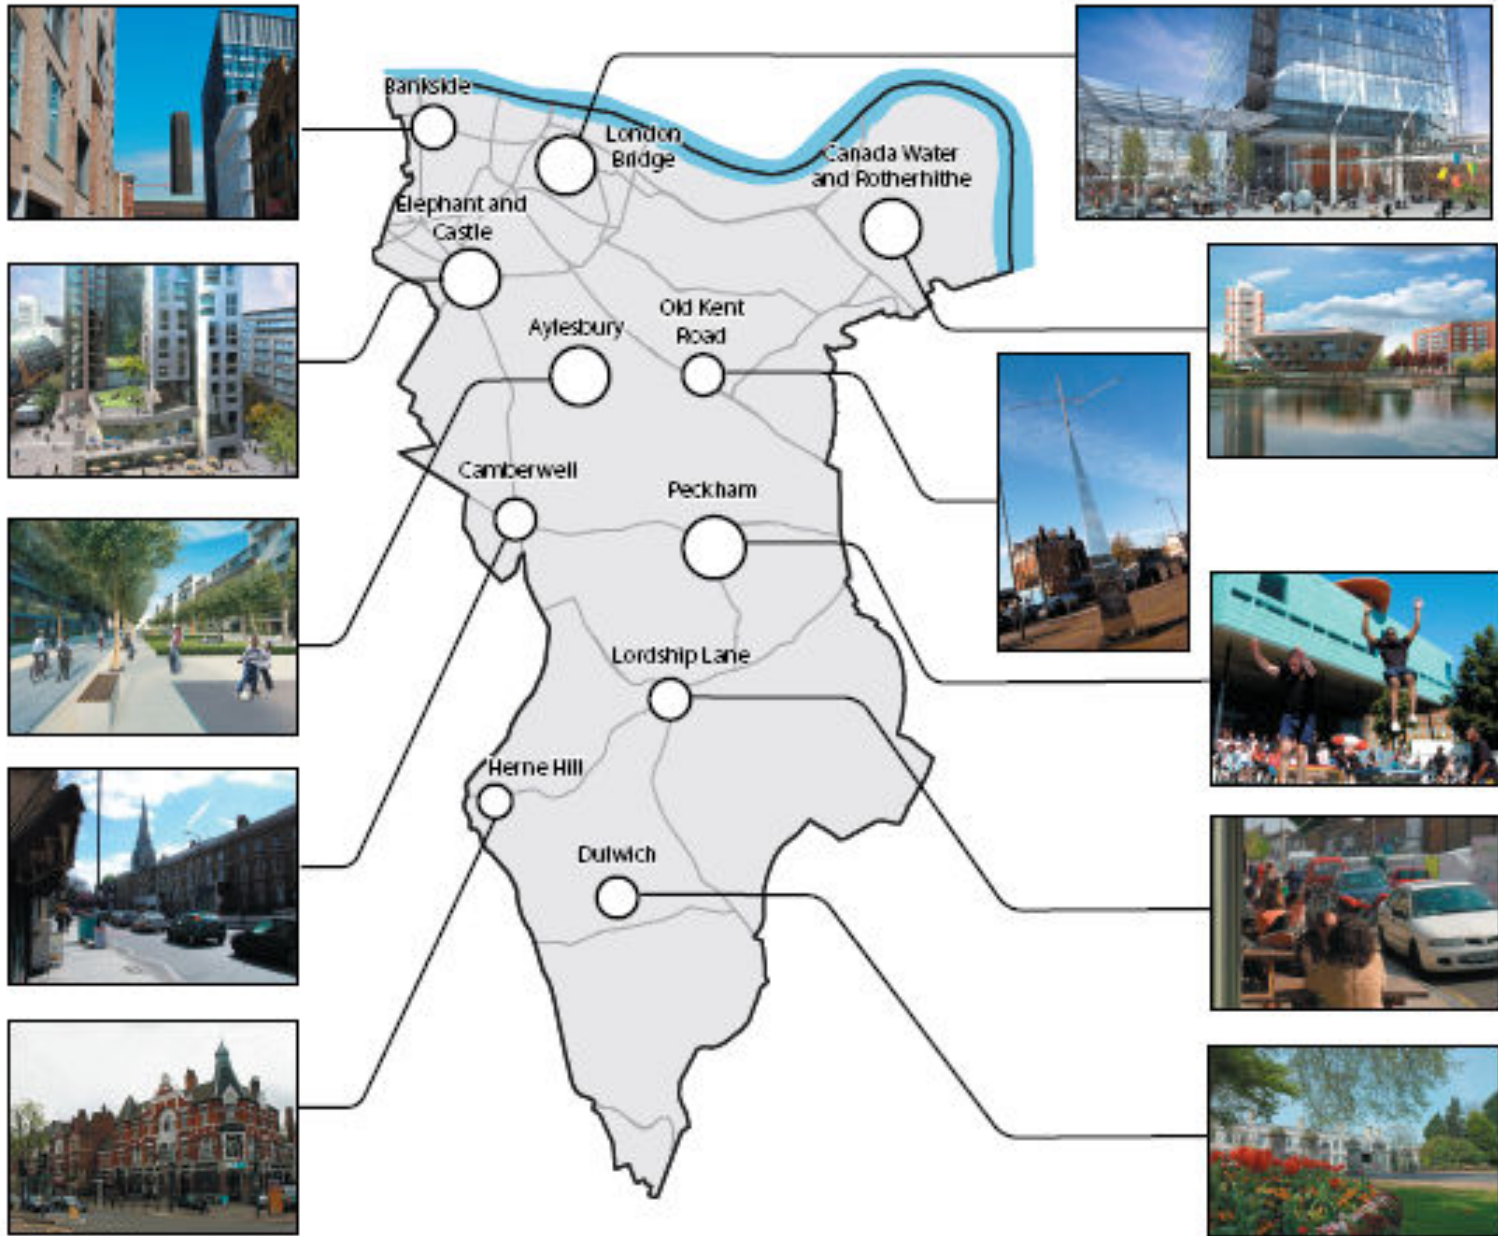 Bankside
London
Bridge
Canada Water
and Rotherhithe
Elephant and
Castle
Old Kent
Road
Aylesbury
Camberwell
Peckham
Lordship Lane
Herne Hill
Dulwich